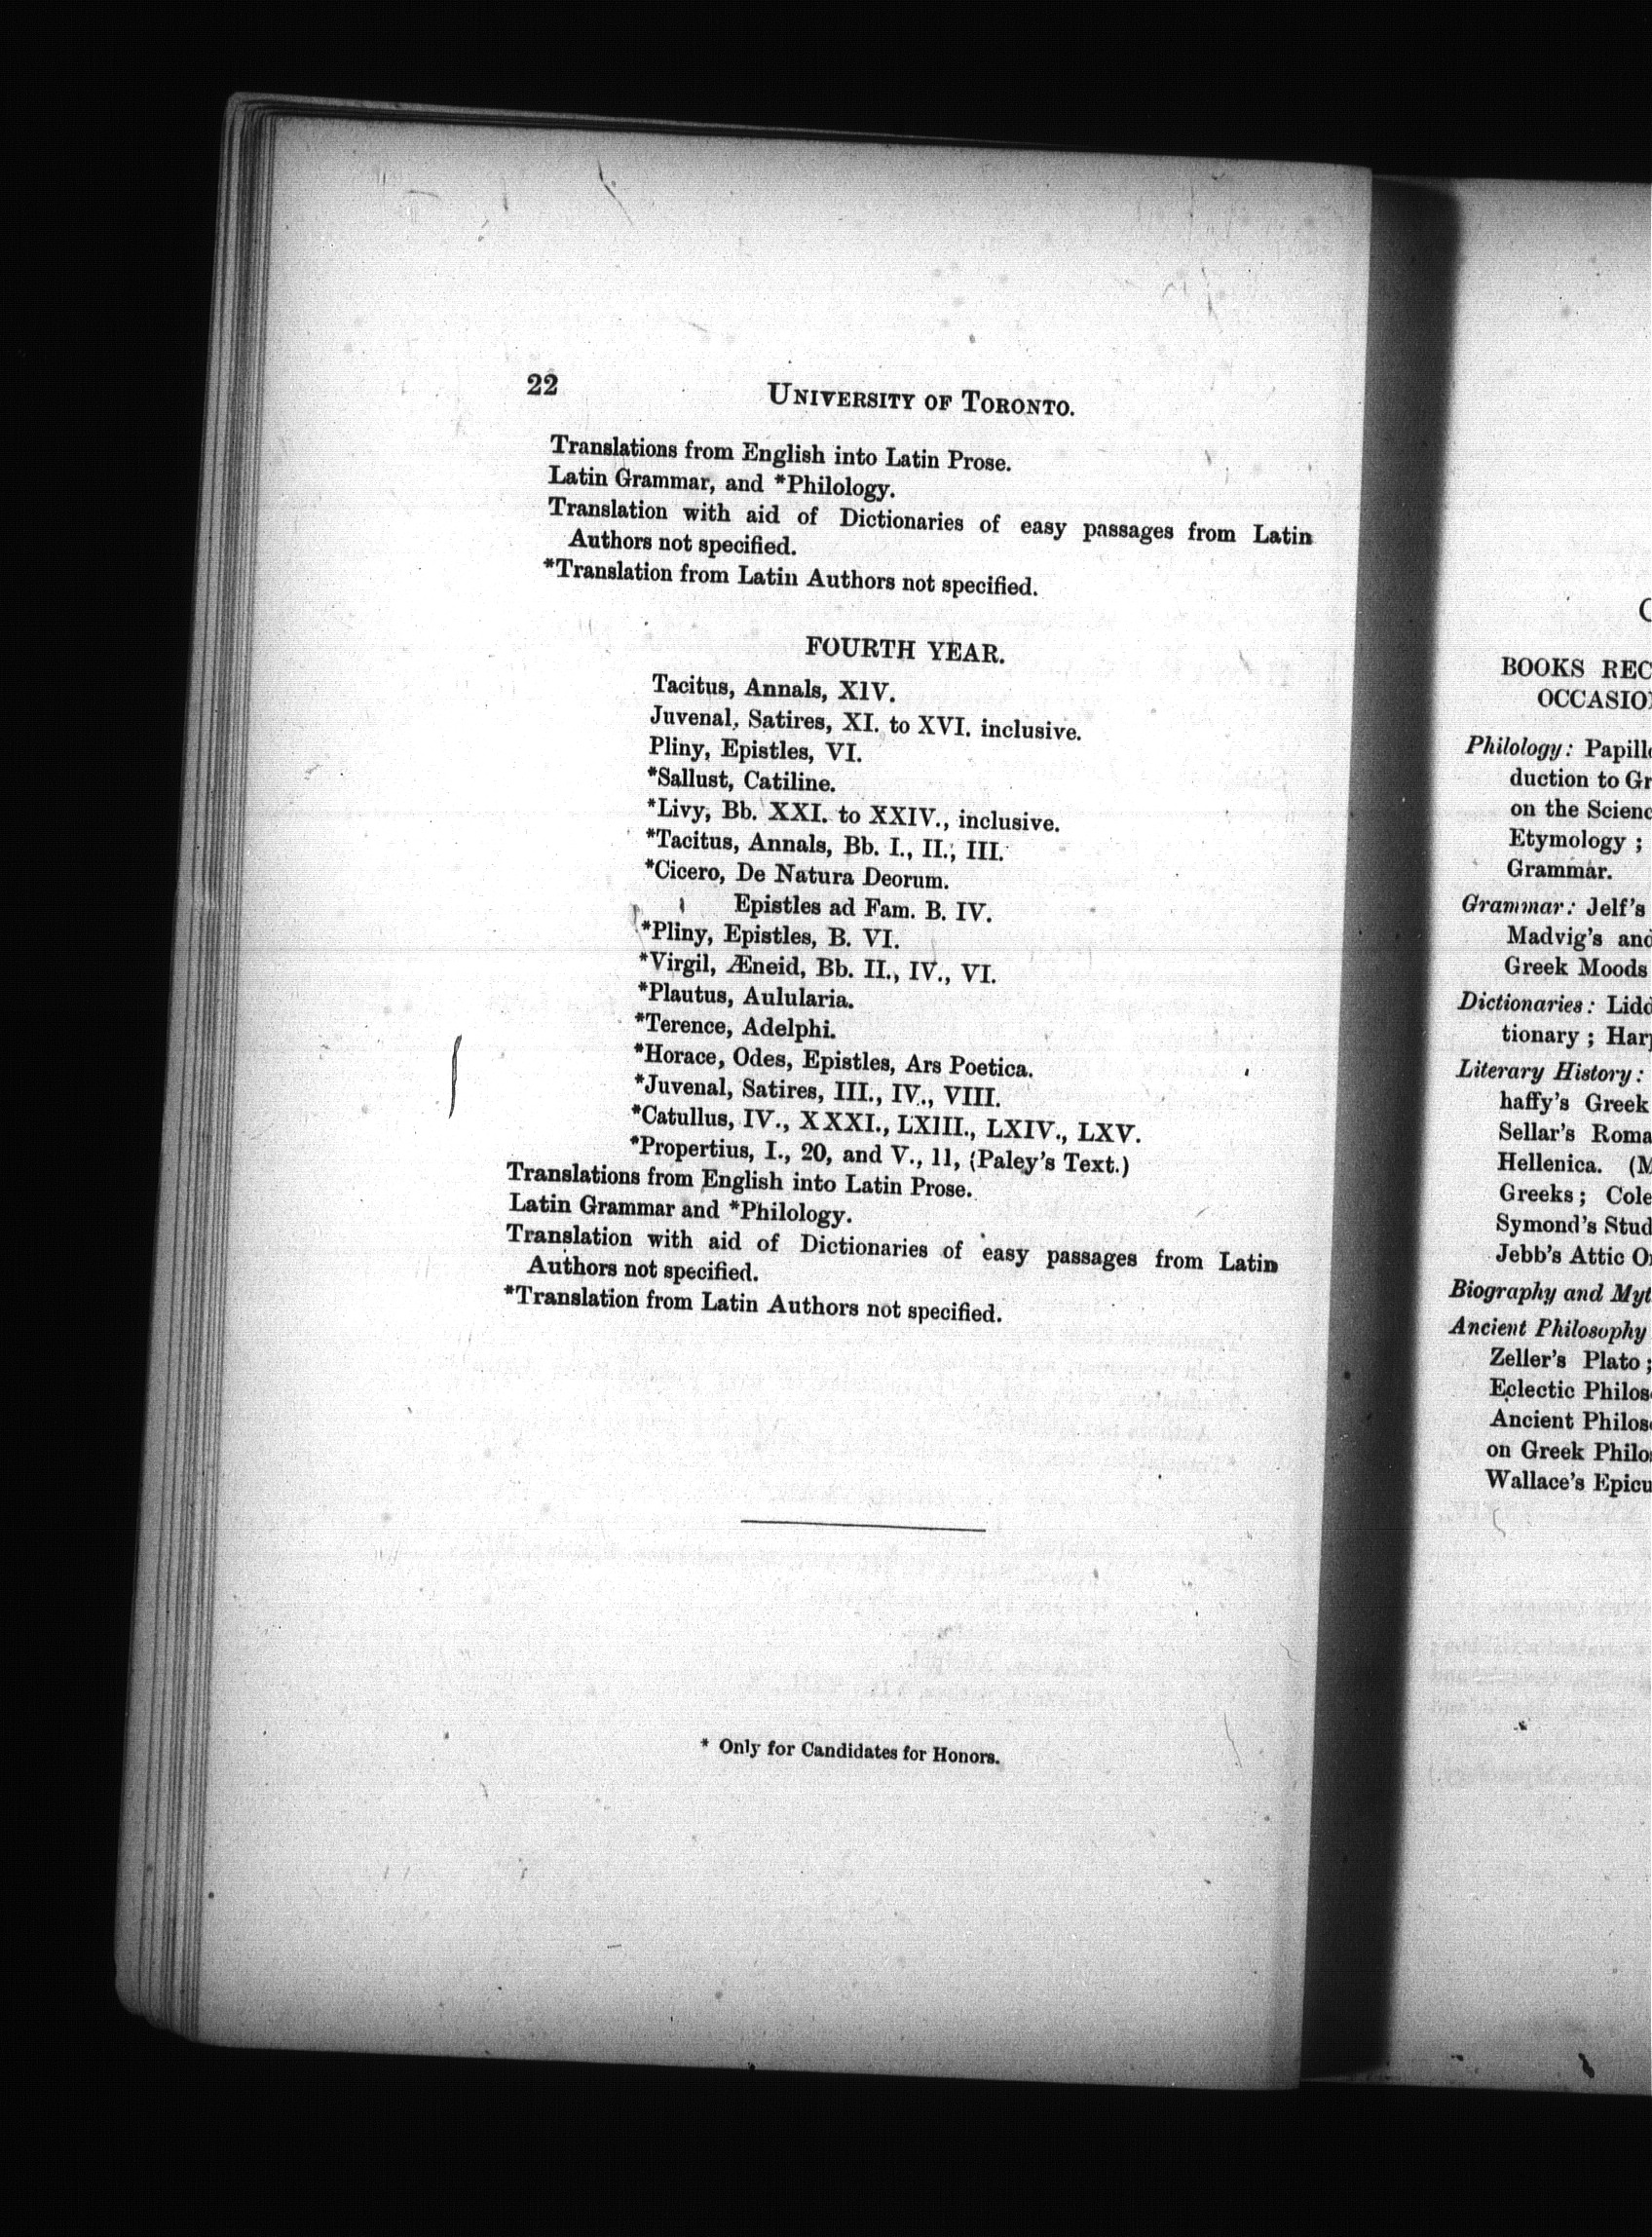 22
UNIVERSITY OF TORONTO.
Translations from English into Latin Prose.
Latin Grammar, and *Philology.
Translation with aid of Dictionaries of easy passages from Latin
Authors not specified.
*Translation from Latin Authors not specified.
FOURTH YEAR.
Tacitus, Annals, XIV.
Juvenal, Satires, XI. to XVI. inclusive.
Pliny, Epistles, VI.
*Sallust, Catiline.
*Livy, Bb. XXI. to XXIV., inclusive.
*Tacitus, Annals, Bb. I., II., III.
*Cicero, De Natura Deorum.
Epistles ad Fam. B. IV.
*Pliny, Epistles, B. VI.
*Virgil, Æneid, Bb. II., IV., VI.
*Plautus, Aulularia.
*Terence, Adelphi.
*Horace, Odes, Epistles, Ars Poetica.
*Juvenal, Satires, III., IV., VIII.
*Catullus, IV., XXXI., LXIII., LXIV., LXV.
*Propertius, I., 20, and V., 11, (Paley's Text.)
Translations from English into Latin Prose.
Latin Grammar and *Philology.
Translation with aid of Dictionaries of easy passages from Latin
Authors not specified.
*Translation from Latin Authors not specified.
* Only for Candidates for Honors.
BOOKS REC
OCCASIO
Philology: Papill
duction to Gr
on the Scienc
Etymology ;
Grammar.
Grammar: Jelf's
Madvig's and
Greek Moods
Dictionaries: Lidd
tionary ; Har
Literary History:
haffy's Greek
Sellar's Roma
Hellenica. (M
Greeks ; Cole
Symond's Stud
Jebb's Attic O
Biography and Myt
Ancient Philosophy
Zeller's Plato ;
Eclectic Philos
Ancient Philos
on Greek Philo
Wallace's Epicu